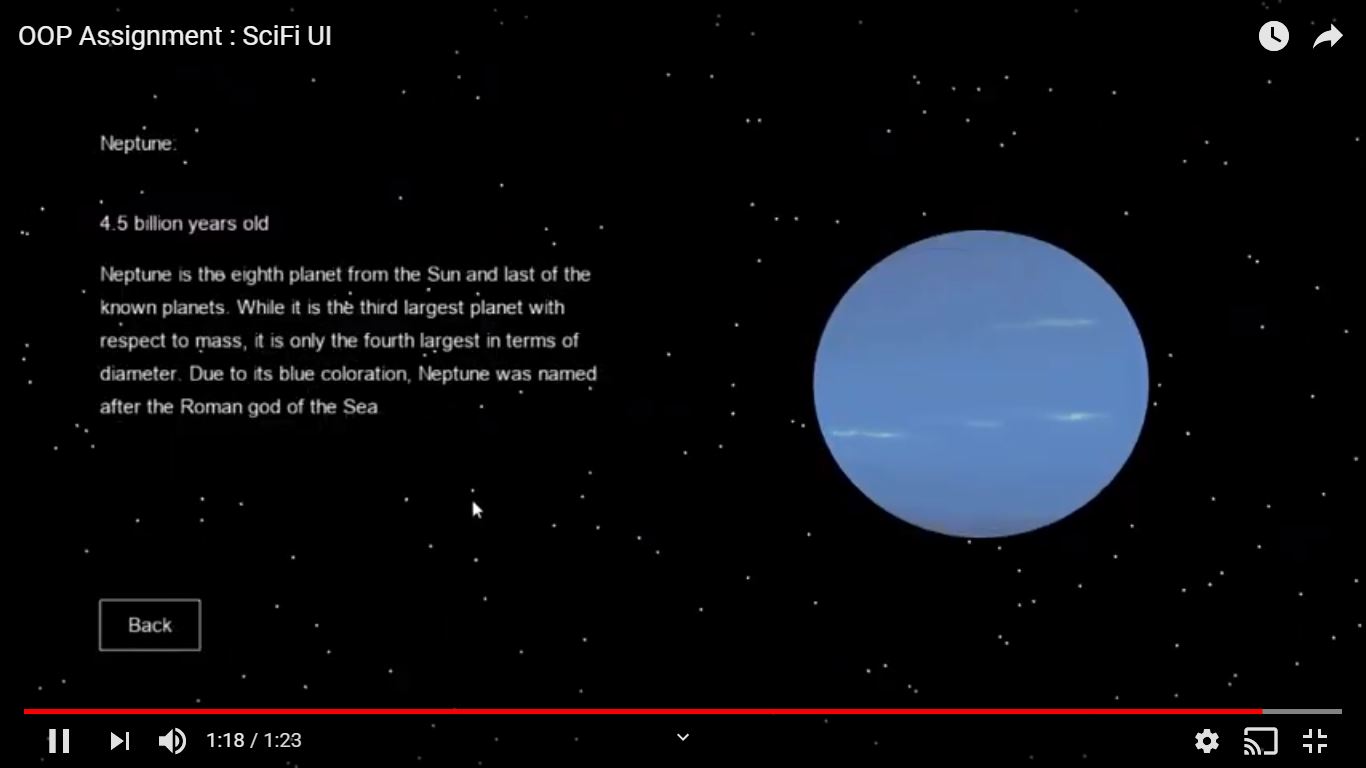 OOP Assignment : SciFi UI
Neptune:
4.5 billion years old
Neptune is the eighth planet from the Sun and last of the
known planets. While it is the third largest planet with
respect to mass, it is only the fourth largest in terms of
diameter. Due to its blue coloration, Neptune was named
after the Roman god of the Sea
Back
1:18 / 1:23